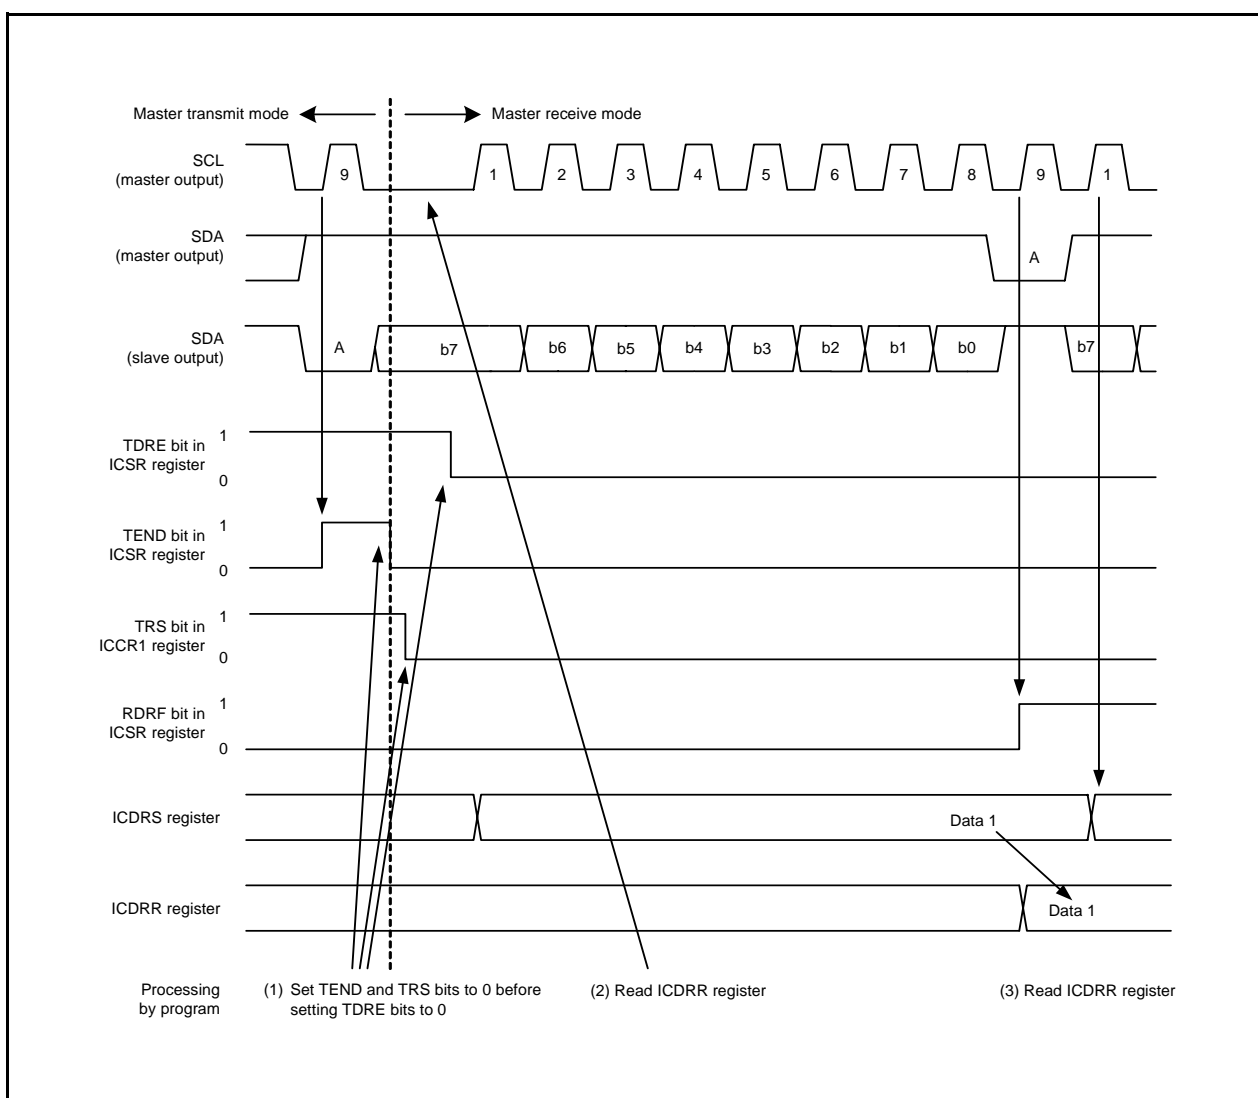 Master transmit mode
Master receive mode
SCL
(master output)
9
1
2
3
4
5
6
7
8
9
1
SDA
(master output)
A
SDA
(slave output)
A
b7
b6
b5
b4
b3
b2
b1
b0
b7
TDRE bit in
ICSR register
1
0
TEND bit in
ICSR register
1
0
TRS bit in
ICCR1 register
1
0
RDRF bit in
ICSR register
1
0
ICDRS register
Data 1
ICDRR register
Data 1
Processing
by program
(1) Set TEND and TRS bits to 0 before
setting TDRE bits to 0
(2) Read ICDRR register
(3) Read ICDRR register